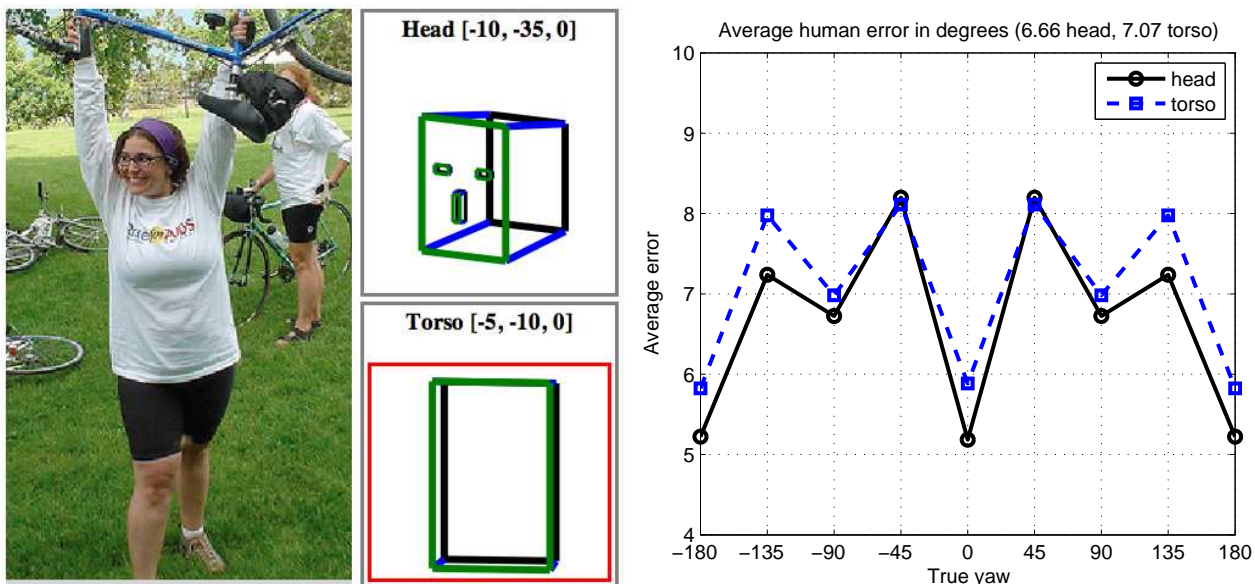 Head [-10, -35, 0]
Torso [-5, -10, 0]
Average human error in degrees (6.66 head, 7.07 torso)
head
torso
Average error
10
9
8
7
6
5
4
−180 −135 −90 −45 0 45 90 135 180
True yaw